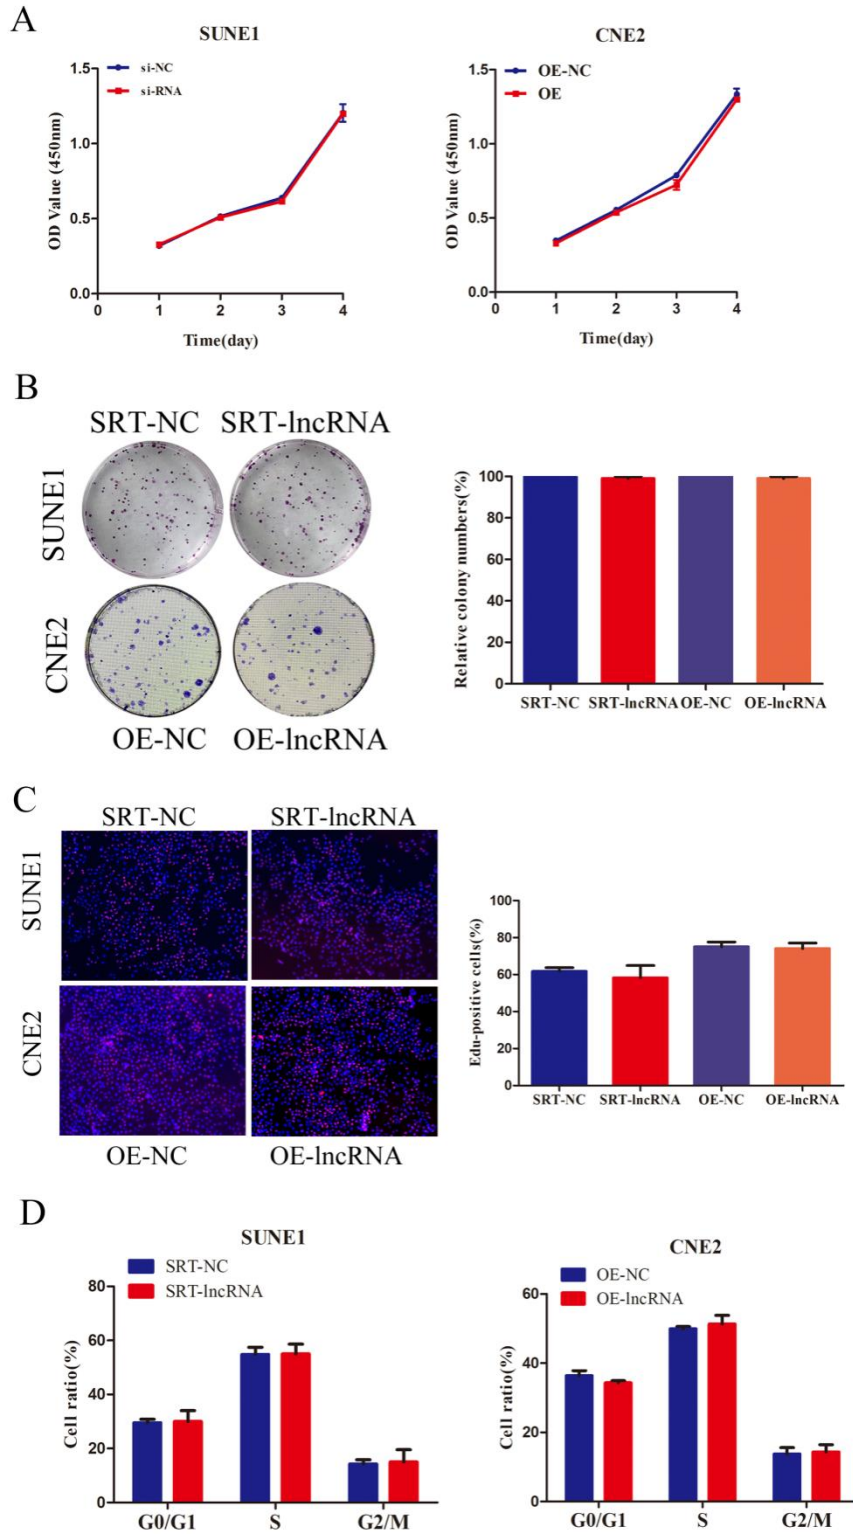 A
SUNE1
si-NC
si-RNA
OD Value (450nm)
1.5
1.0
0.5
0.0
0 1 2 3 4
Time(day)
CNE2
OE-NC
OE
OD Value (450nm)
1.5
1.0
0.5
0.0
0 1 2 3 4
Time(day)
B
SRT-NC SRT-lncRNA
SUNE1
CNE2
OE-NC OE-lncRNA
Relative colony numbers(%)
100
80
60
40
20
0
SRT-NC SRT-lncRNA OE-NC OE-lncRNA
C
SRT-NC SRT-lncRNA
SUNE1
CNE2
OE-NC OE-lncRNA
Edu-positive cells(%)
100
80
60
40
20
0
SRT-NC SRT-lncRNA OE-NC OE-lncRNA
D
SUNE1
SRT-NC
SRT-lncRNA
Cell ratio(%)
80
60
40
20
0
G0/G1 S G2/M
CNE2
OE-NC
OE-lncRNA
Cell ratio(%)
60
40
20
0
G0/G1 S G2/M